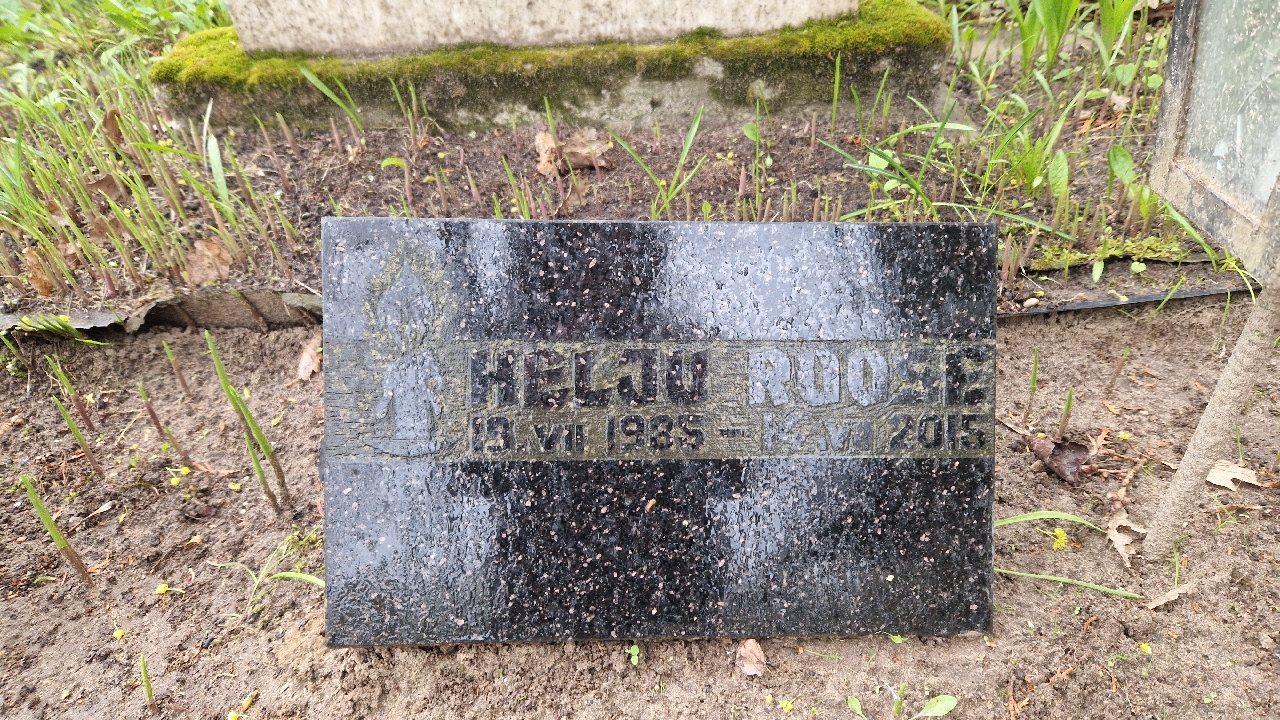 HELJU ROOSE
13. VII 1935 – 14. VII 2015